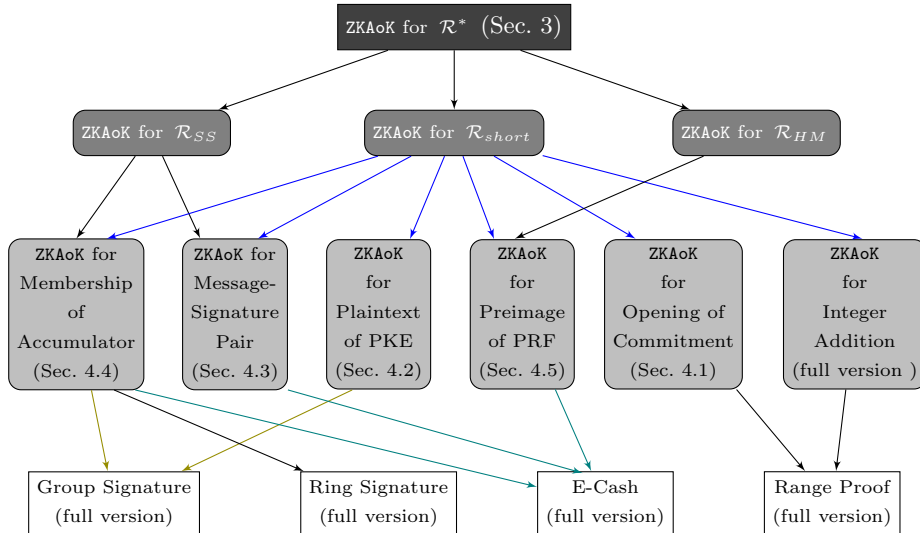 ZKAoK for R* (Sec. 3)
ZKAoK for R_SS
ZKAoK for R_short
ZKAoK for R_HM
ZKAoK for
Membership
of
Accumulator
(Sec. 4.4)
ZKAoK for
Message-
Signature
Pair
(Sec. 4.3)
ZKAoK
for
Plaintext
of PKE
(Sec. 4.2)
ZKAoK
for
Preimage
of PRF
(Sec. 4.5)
ZKAoK
for
Opening of
Commitment
(Sec. 4.1)
ZKAoK
for
Integer
Addition
(full version )
Group Signature
(full version)
Ring Signature
(full version)
E-Cash
(full version)
Range Proof
(full version)